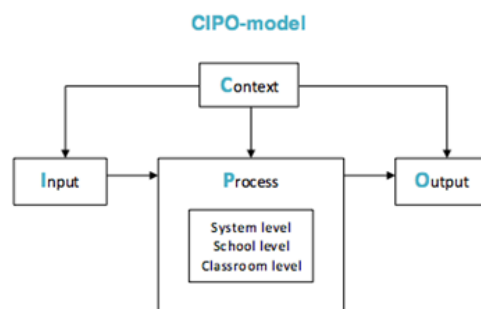 CIPO-model
Context
Input
Process
Output
System level
School level
Classroom level